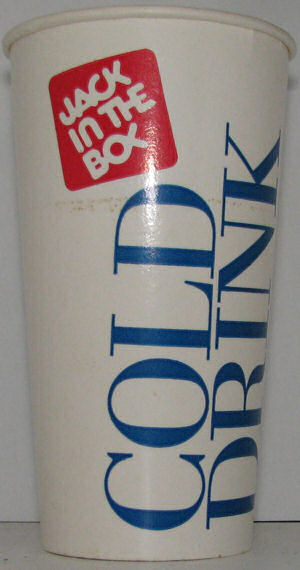 JACK
IN THE
BOX
COLD
DRINK